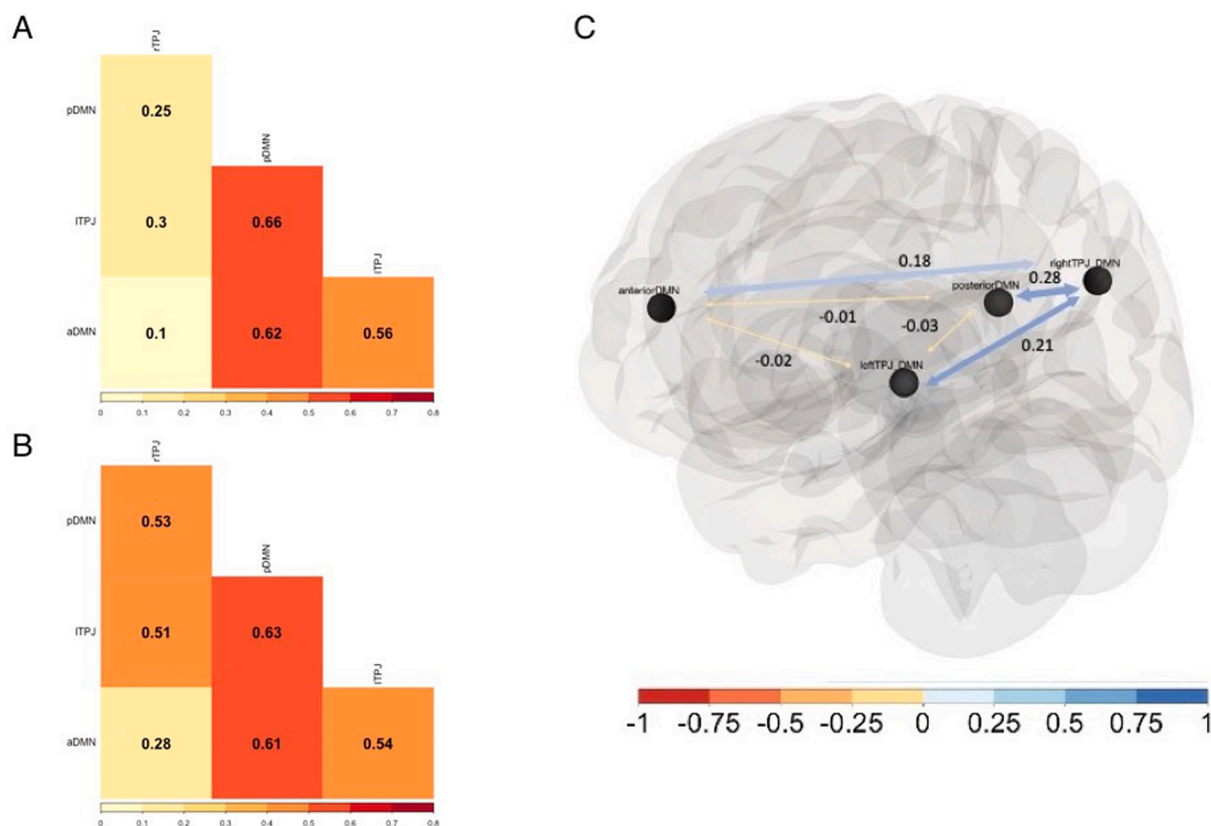 A
rTPJ
pDMN
0.25
pDMN
lTPJ
0.3
0.66
lTPJ
aDMN
0.1
0.62
0.56
0 0.1 0.2 0.3 0.4 0.5 0.6 0.7 0.8
B
rTPJ
pDMN
0.53
pDMN
lTPJ
0.51
0.63
lTPJ
aDMN
0.28
0.61
0.54
0 0.1 0.2 0.3 0.4 0.5 0.6 0.7 0.8
C
0.18
rightTPJ_DMN
0.28
anteriorDMN
posteriorDMN
-0.01
-0.03
0.21
-0.02
leftTPJ_DMN
-1 -0.75 -0.5 -0.25 0 0.25 0.5 0.75 1